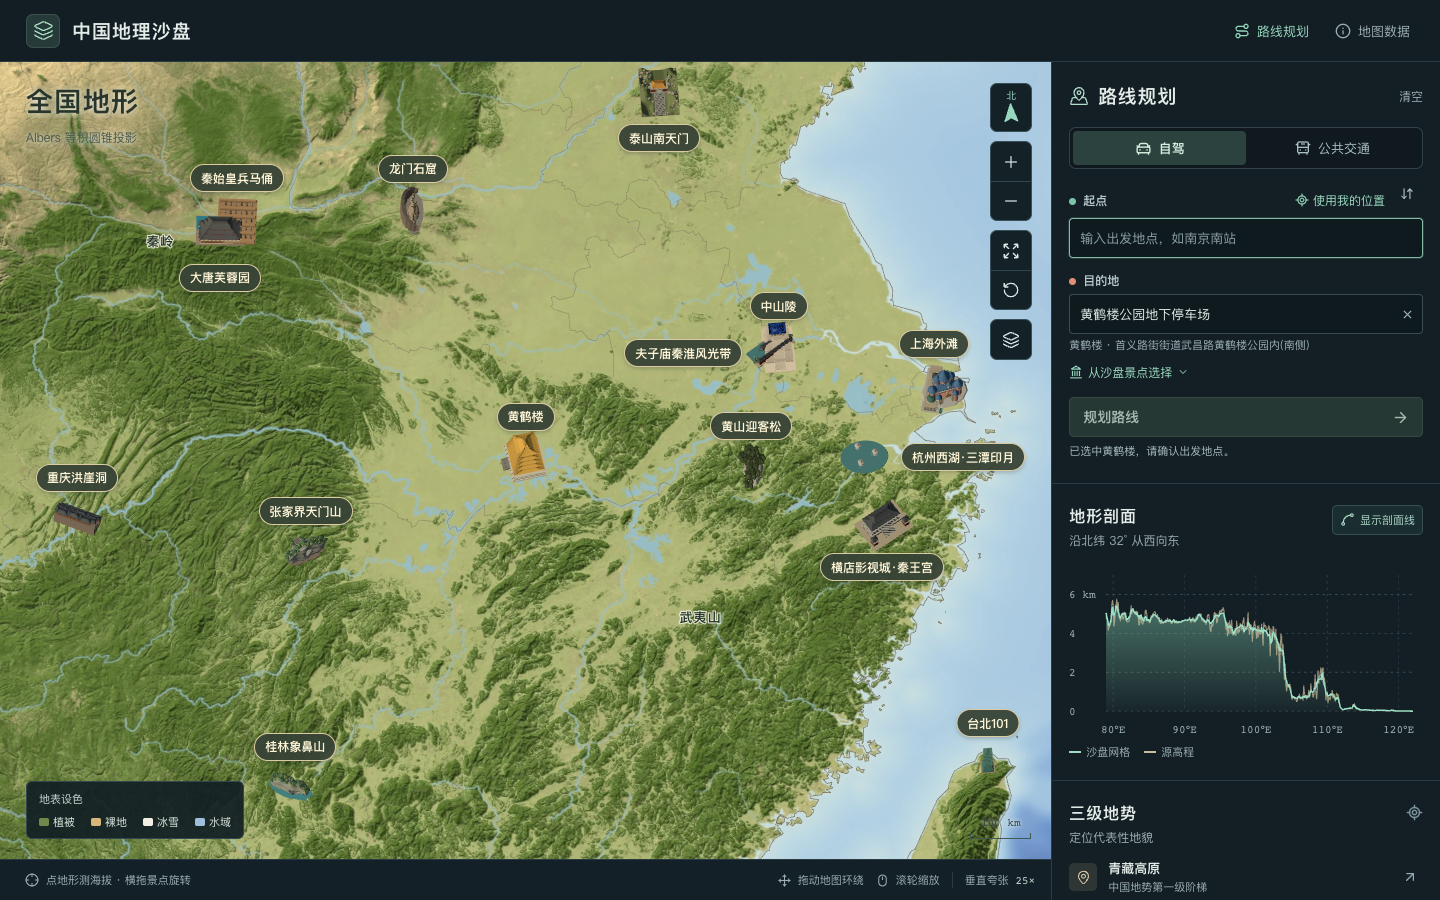 中国地理沙盘
路线规划
地图数据
全国地形
Albers 等积圆锥投影
北
泰山南天门
龙门石窟
秦始皇兵马俑
秦岭
大唐芙蓉园
中山陵
夫子庙秦淮风光带
上海外滩
黄鹤楼
黄山迎客松
杭州西湖·三潭印月
重庆洪崖洞
张家界天门山
横店影视城·秦王宫
武夷山
台北101
桂林象鼻山
km
地表设色
植被
裸地
冰雪
水域
点地形测海拔 · 横拖景点旋转
拖动地图环绕
滚轮缩放
垂直夸张 25×
路线规划
清空
自驾
公共交通
起点
使用我的位置
输入出发地点，如南京南站
目的地
黄鹤楼公园地下停车场
黄鹤楼 · 首义路街街道武昌路黄鹤楼公园内(南侧)
从沙盘景点选择
规划路线
已选中黄鹤楼，请确认出发地点。
地形剖面
显示剖面线
沿北纬 32° 从西向东
6 km
4
2
0
80°E
90°E
100°E
110°E
120°E
沙盘网格
源高程
三级地势
定位代表性地貌
青藏高原
中国地势第一级阶梯